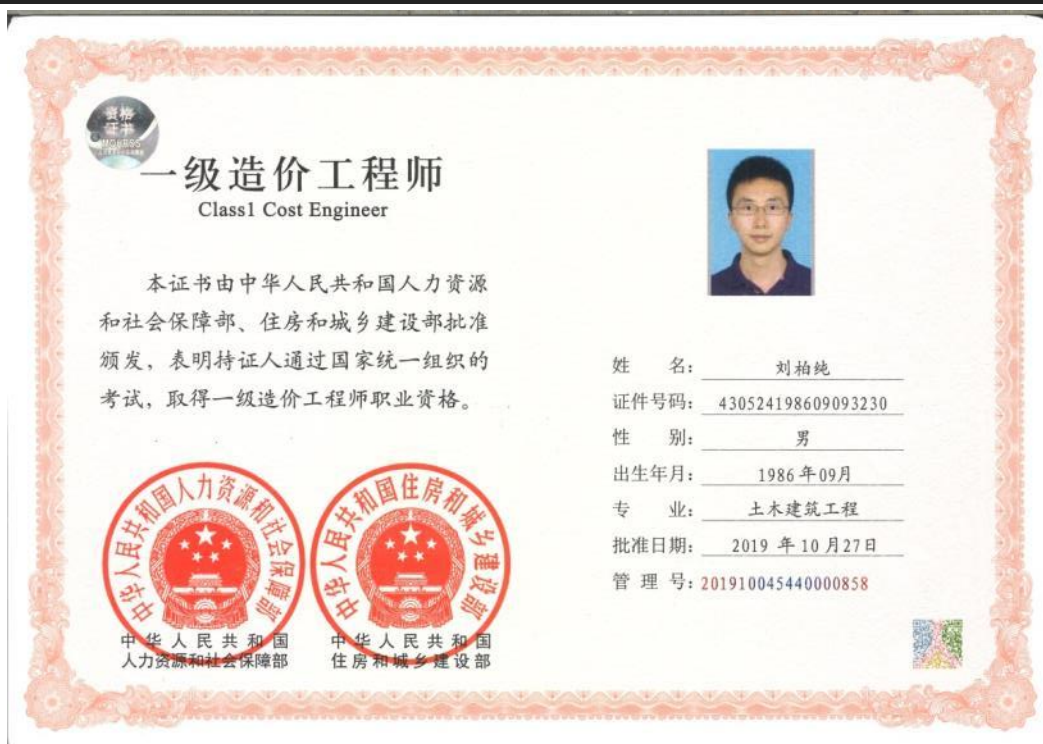 资格
证书
一级造价工程师
Class1 Cost Engineer
本证书由中华人民共和国人力资源
和社会保障部、住房和城乡建设部批准
颁发，表明持证人通过国家统一组织的
考试，取得一级造价工程师职业资格。
中华人民共和国人力资源和社会保障部
中华人民共和国
人力资源和社会保障部
中华人民共和国住房和城乡建设部
中华人民共和国
住房和城乡建设部
姓 名：刘柏纯
证件号码：430524198609093230
性 别：男
出生年月：1986年09月
专 业：土木建筑工程
批准日期：2019 年 10 月 27 日
管 理 号：201910045440000858